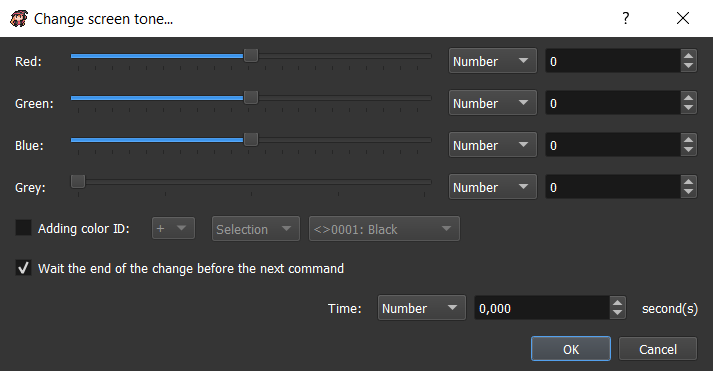 Change screen tone... ?
Red: Number 0
Green: Number 0
Blue: Number 0
Grey: Number 0
Adding color ID: + Selection <>0001: Black
Wait the end of the change before the next command
Time: Number 0,000 second(s)
OK Cancel